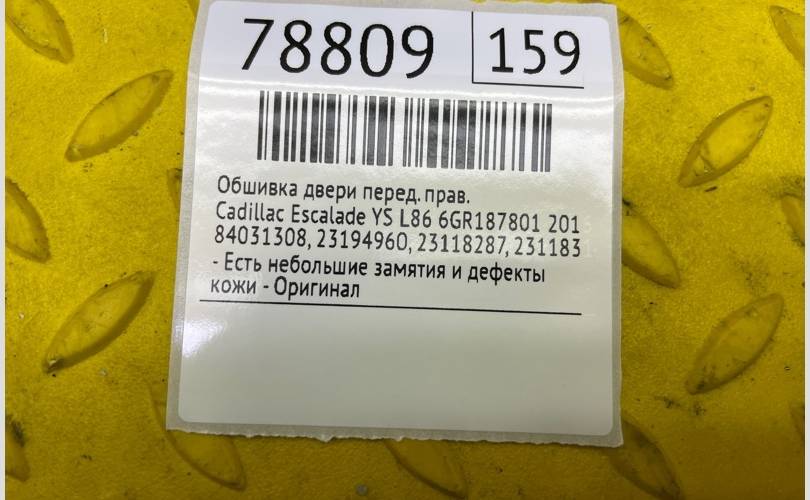 78809 159
Обшивка двери перед. прав.
Cadillac Escalade YS L86 6GR187801 201
84031308, 23194960, 23118287, 231183
- Есть небольшие замятия и дефекты
кожи - Оригинал